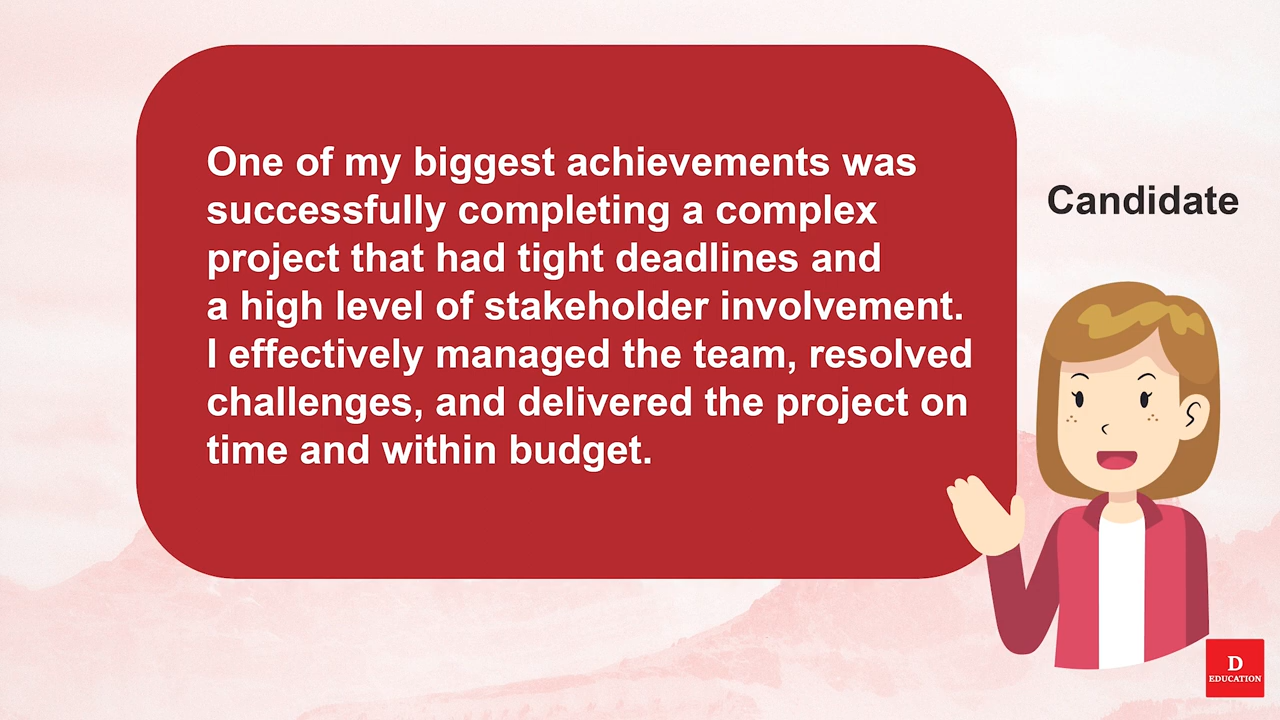 One of my biggest achievements was
successfully completing a complex
project that had tight deadlines and
a high level of stakeholder involvement.
I effectively managed the team, resolved
challenges, and delivered the project on
time and within budget.
Candidate
D
EDUCATION